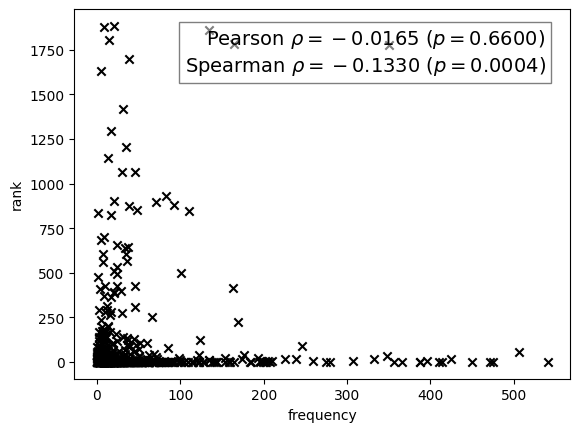 Pearson ρ = −0.0165 (p = 0.6600)
Spearman ρ = −0.1330 (p = 0.0004)
1750
1500
1250
1000
750
500
250
0
rank
0 100 200 300 400 500
frequency